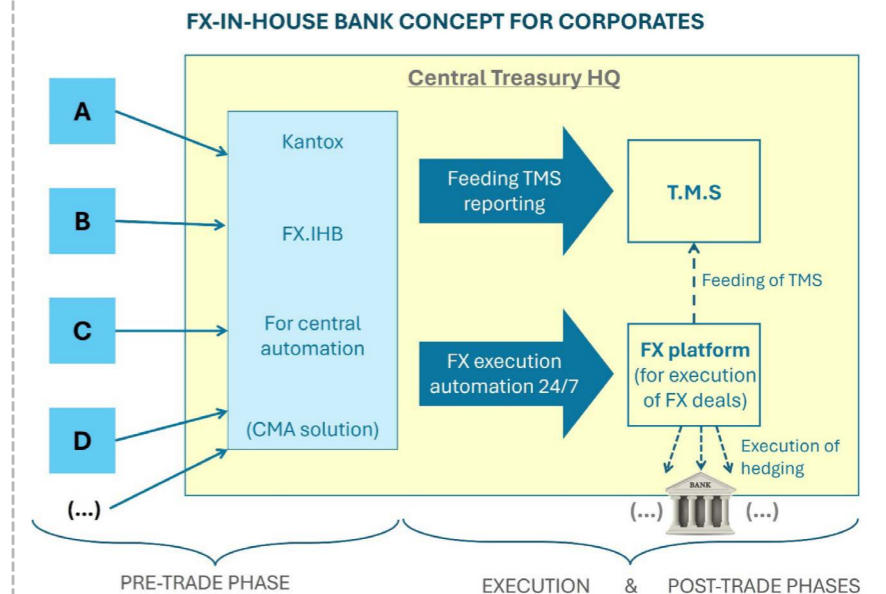 FX-IN-HOUSE BANK CONCEPT FOR CORPORATES
Central Treasury HQ
A
B
C
D
(...)
Kantox
FX.IHB
For central
automation
(CMA solution)
Feeding TMS
reporting
T.M.S
Feeding of TMS
FX execution
automation 24/7
FX platform
(for execution
of FX deals)
Execution of
hedging
BANK
(...)
(...)
PRE-TRADE PHASE
EXECUTION & POST-TRADE PHASES